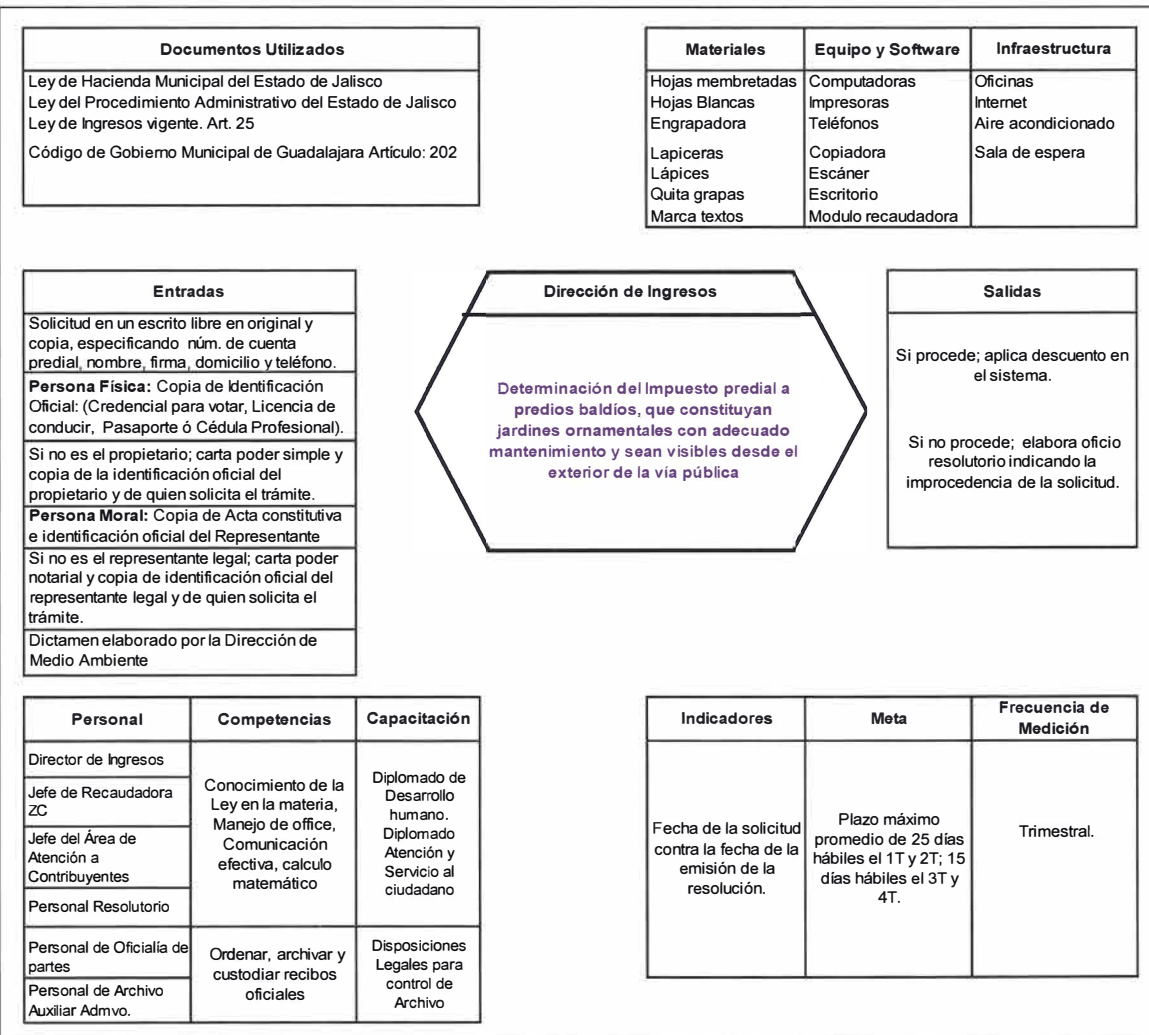 Documentos Utilizados
Ley de Hacienda Municipal del Estado de Jalisco
Ley del Procedimiento Administrativo del Estado de Jalisco
Ley de Ingresos vigente. Art. 25
Código de Gobierno Municipal de Guadalajara Artículo: 202
Materiales
Hojas membretadas
Hojas Blancas
Engrapadora
Lapiceras
Lápices
Quita grapas
Marca textos
Equipo y Software
Computadoras
Impresoras
Teléfonos
Copiadora
Escáner
Escritorio
Modulo recaudadora
Infraestructura
Oficinas
Internet
Aire acondicionado
Sala de espera
Entradas
Solicitud en un escrito libre en original y
copia, especificando núm. de cuenta
predial, nombre, firma, domicilio y teléfono.
Persona Física: Copia de Identificación
Oficial: (Credencial para votar, Licencia de
conducir, Pasaporte ó Cédula Profesional).
Si no es el propietario; carta poder simple y
copia de la identificación oficial del
propietario y de quien solicita el trámite.
Persona Moral: Copia de Acta constitutiva
e identificación oficial del Representante
Si no es el representante legal; carta poder
notarial y copia de identificación oficial del
representante legal y de quien solicita el
trámite.
Dictamen elaborado por la Dirección de
Medio Ambiente
Dirección de Ingresos
Determinación del Impuesto predial a
predios baldíos, que constituyan
jardines ornamentales con adecuado
mantenimiento y sean visibles desde el
exterior de la vía pública
Salidas
Si procede; aplica descuento en
el sistema.
Si no procede; elabora oficio
resolutorio indicando la
improcedencia de la solicitud.
Personal
Director de Ingresos
Jefe de Recaudadora
ZC
Jefe del Área de
Atención a
Contribuyentes
Personal Resolutorio
Personal de Oficialía de
partes
Personal de Archivo
Auxiliar Admvo.
Competencias
Conocimiento de la
Ley en la materia,
Manejo de office,
Comunicación
efectiva, calculo
matemático
Ordenar, archivar y
custodiar recibos
oficiales
Capacitación
Diplomado de
Desarrollo
humano.
Diplomado
Atención y
Servicio al
ciudadano
Disposiciones
Legales para
control de
Archivo
Indicadores
Fecha de la solicitud
contra la fecha de la
emisión de la
resolución.
Meta
Plazo máximo
promedio de 25 días
hábiles el 1T y 2T; 15
días hábiles el 3T y
4T.
Frecuencia de
Medición
Trimestral.